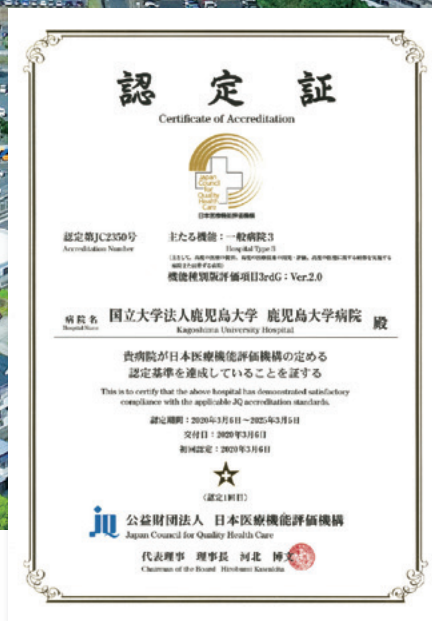 認定証
Certificate of Accreditation
Japan
Council
for
Quality
Health
Care
日本医療機能評価機構
認定第JC2350号
Accreditation Number
主たる機能：一般病院3
Hospital Type 3
機能種別版評価項目3rdG：Ver.2.0
病院名 国立大学法人鹿児島大学 鹿児島大学病院 殿
Hospital Name
Kagoshima University Hospital
貴病院が日本医療機能評価機構の定める
認定基準を達成していることを証する
This is to certify that the above hospital has demonstrated satisfactory
compliance with the applicable JQ accreditation standards.
認定期間：2020年3月6日～2025年3月5日
交付日：2020年3月6日
初回認定：2020年3月6日
（認定1回目）
jq 公益財団法人 日本医療機能評価機構
Japan Council for Quality Health Care
代表理事 理事長 河北 博文
Chairman of the Board Hirobumi Kawakita